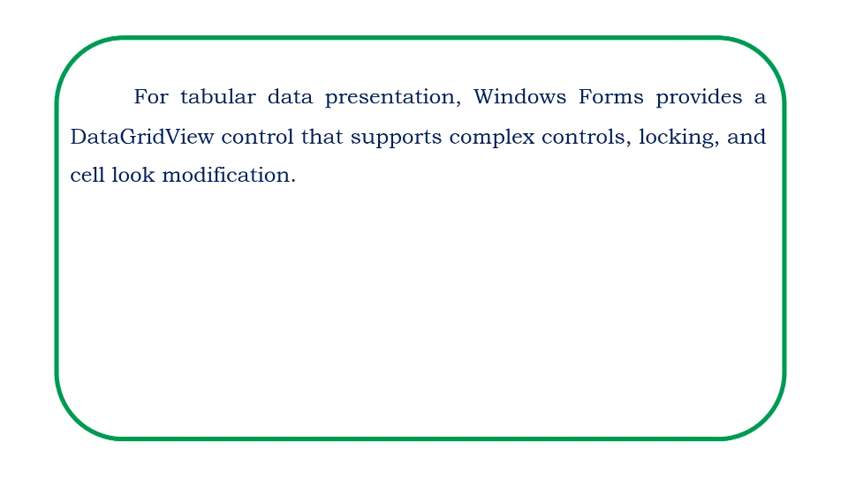 For tabular data presentation, Windows Forms provides a
DataGridView control that supports complex controls, locking, and
cell look modification.